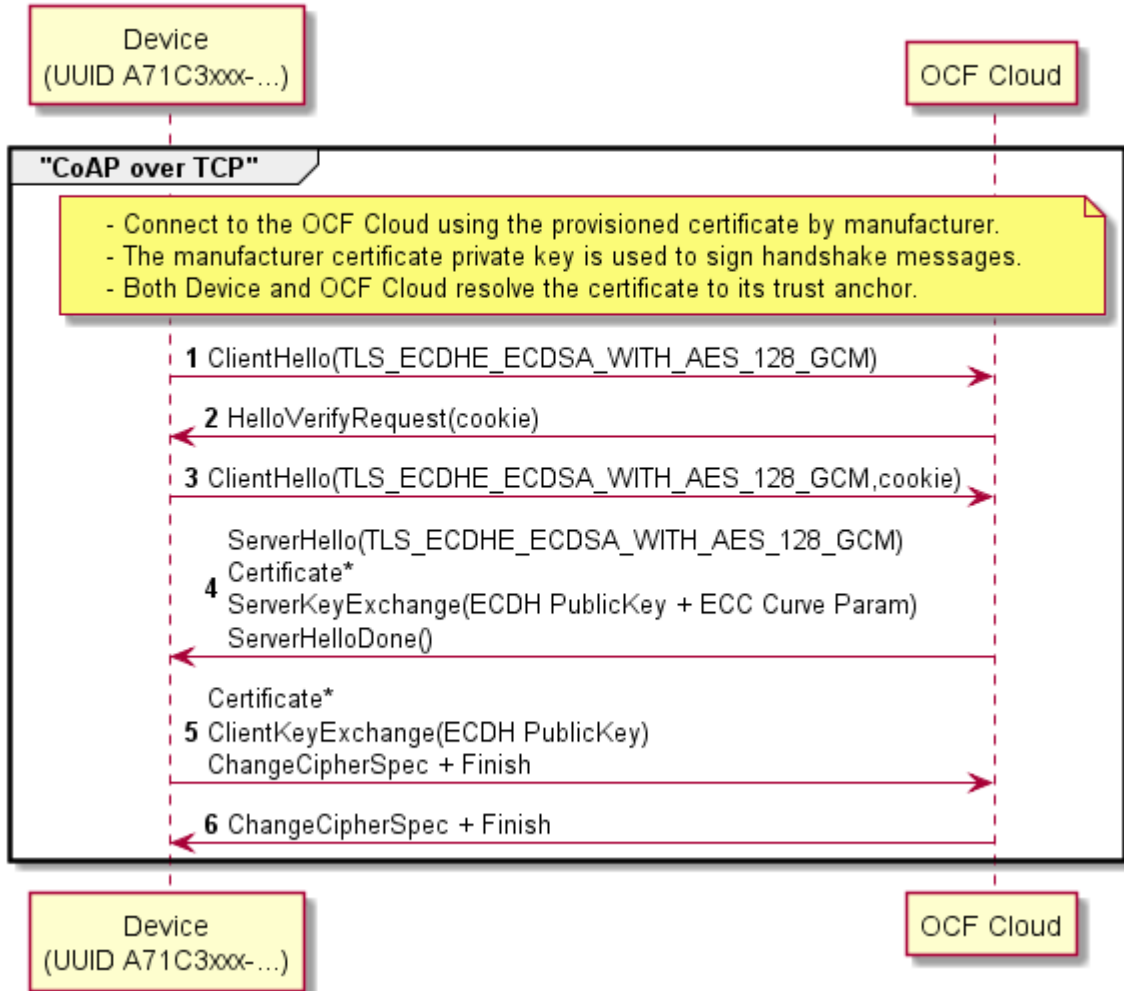 Device
(UUID A71C3xxx-...)
OCF Cloud
"CoAP over TCP"
- Connect to the OCF Cloud using the provisioned certificate by manufacturer.
- The manufacturer certificate private key is used to sign handshake messages.
- Both Device and OCF Cloud resolve the certificate to its trust anchor.
1 ClientHello(TLS_ECDHE_ECDSA_WITH_AES_128_GCM)
2 HelloVerifyRequest(cookie)
3 ClientHello(TLS_ECDHE_ECDSA_WITH_AES_128_GCM,cookie)
ServerHello(TLS_ECDHE_ECDSA_WITH_AES_128_GCM)
Certificate*
4 ServerKeyExchange(ECDH PublicKey + ECC Curve Param)
ServerHelloDone()
Certificate*
5 ClientKeyExchange(ECDH PublicKey)
ChangeCipherSpec + Finish
6 ChangeCipherSpec + Finish
Device
(UUID A71C3xxx-...)
OCF Cloud